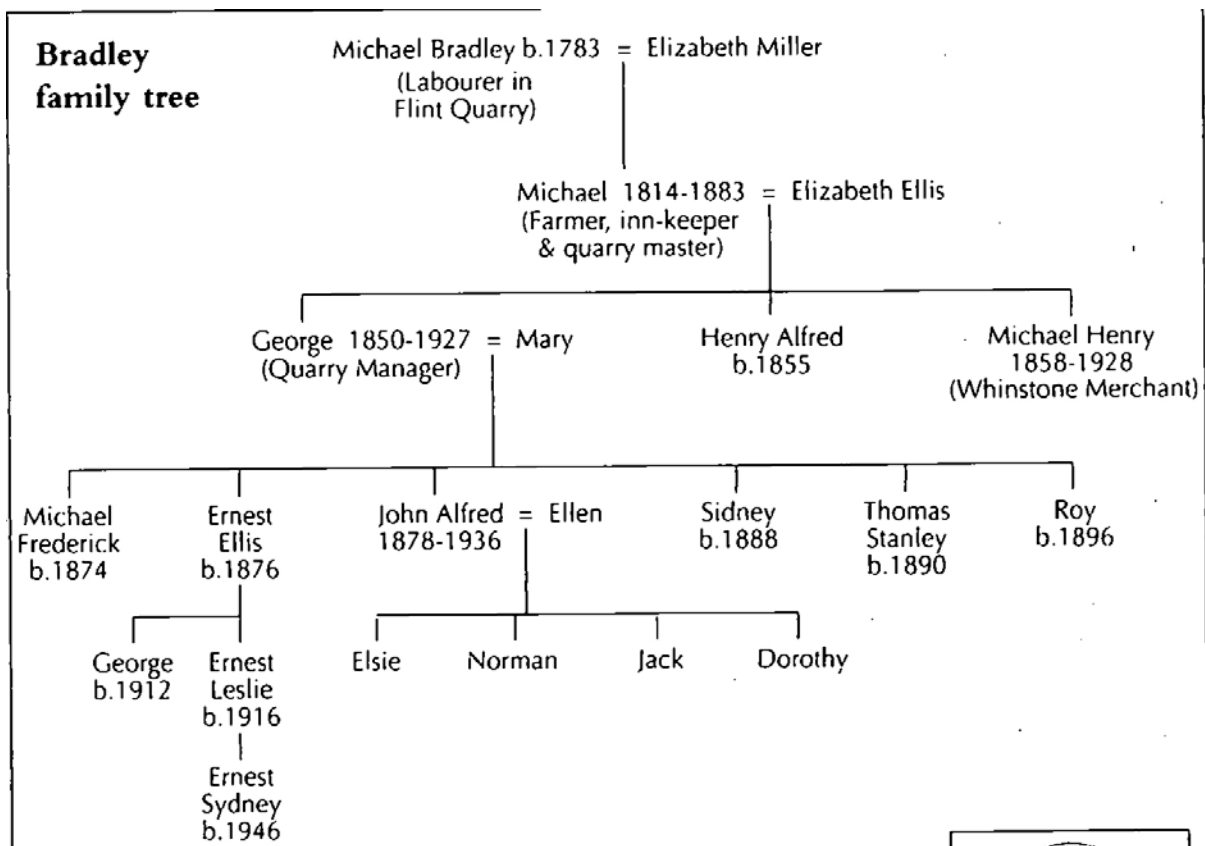 Bradley
family tree
Michael Bradley b.1783 = Elizabeth Miller
(Labourer in
Flint Quarry)
Michael 1814-1883 = Elizabeth Ellis
(Farmer, inn-keeper
& quarry master)
George 1850-1927 = Mary
(Quarry Manager)
Henry Alfred
b.1855
Michael Henry
1858-1928
(Whinstone Merchant)
Michael
Frederick
b.1874
Ernest
Ellis
b.1876
John Alfred = Ellen
1878-1936
Sidney
b.1888
Thomas
Stanley
b.1890
Roy
b.1896
George
b.1912
Ernest
Leslie
b.1916
Elsie
Norman
Jack
Dorothy
Ernest
Sydney
b.1946